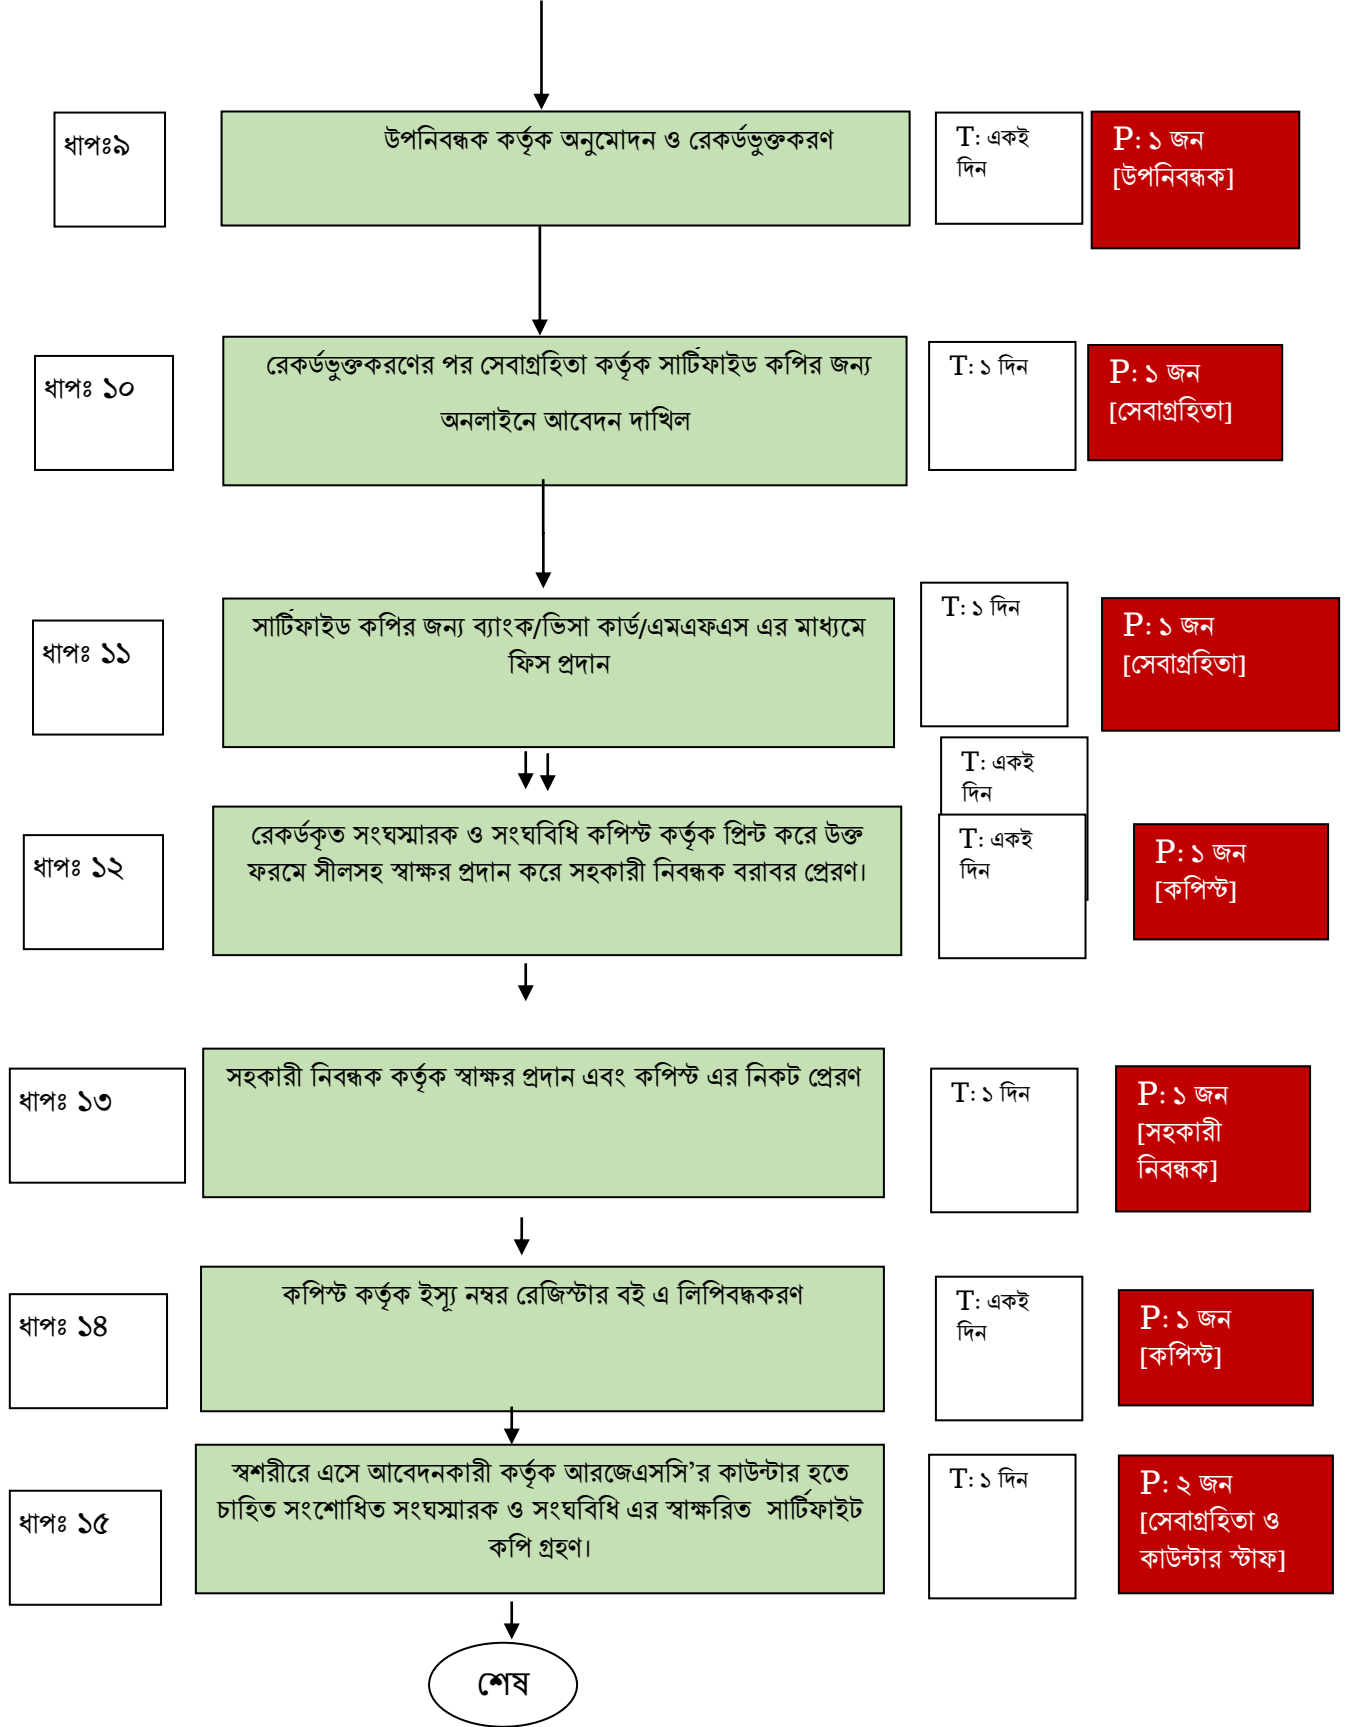 ধাপঃ৯
উপনিবন্ধক কর্তৃক অনুমোদন ও রেকর্ডভুক্তকরণ
T: একই
দিন
P: ১ জন
[উপনিবন্ধক]
ধাপঃ ১০
রেকর্ডভুক্তকরণের পর সেবাগ্রহিতা কর্তৃক সার্টিফাইড কপির জন্য
অনলাইনে আবেদন দাখিল
T: ১ দিন
P: ১ জন
[সেবাগ্রহিতা]
ধাপঃ ১১
সার্টিফাইড কপির জন্য ব্যাংক/ভিসা কার্ড/এমএফএস এর মাধ্যমে
ফিস প্রদান
T: ১ দিন
P: ১ জন
[সেবাগ্রহিতা]
T: একই
দিন
ধাপঃ ১২
রেকর্ডকৃত সংঘস্মারক ও সংঘবিধি কপিস্ট কর্তৃক প্রিন্ট করে উক্ত
ফরমে সীলসহ স্বাক্ষর প্রদান করে সহকারী নিবন্ধক বরাবর প্রেরণ।
T: একই
দিন
P: ১ জন
[কপিস্ট]
ধাপঃ ১৩
সহকারী নিবন্ধক কর্তৃক স্বাক্ষর প্রদান এবং কপিস্ট এর নিকট প্রেরণ
T: ১ দিন
P: ১ জন
[সহকারী
নিবন্ধক]
ধাপঃ ১৪
কপিস্ট কর্তৃক ইস্যূ নম্বর রেজিস্টার বই এ লিপিবদ্ধকরণ
T: একই
দিন
P: ১ জন
[কপিস্ট]
ধাপঃ ১৫
স্বশরীরে এসে আবেদনকারী কর্তৃক আরজেএসসি’র কাউন্টার হতে
চাহিত সংশোধিত সংঘস্মারক ও সংঘবিধি এর স্বাক্ষরিত সার্টিফাইট
কপি গ্রহণ।
T: ১ দিন
P: ২ জন
[সেবাগ্রহিতা ও
কাউন্টার স্টাফ]
শেষ